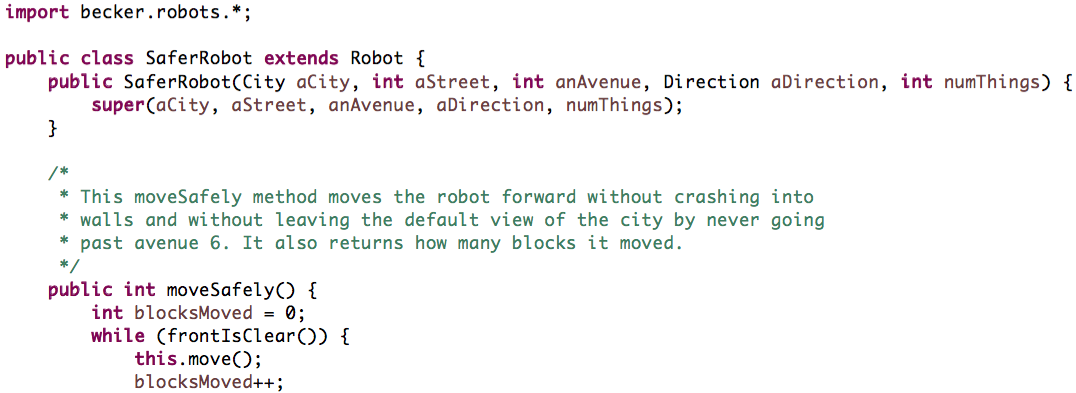 import becker.robots.*;

public class SaferRobot extends Robot {
    public SaferRobot(City aCity, int aStreet, int anAvenue, Direction aDirection, int numThings) {
        super(aCity, aStreet, anAvenue, aDirection, numThings);
    }

    /*
     * This moveSafely method moves the robot forward without crashing into
     * walls and without leaving the default view of the city by never going
     * past avenue 6. It also returns how many blocks it moved.
     */
    public int moveSafely() {
        int blocksMoved = 0;
        while (frontIsClear()) {
            this.move();
            blocksMoved++;